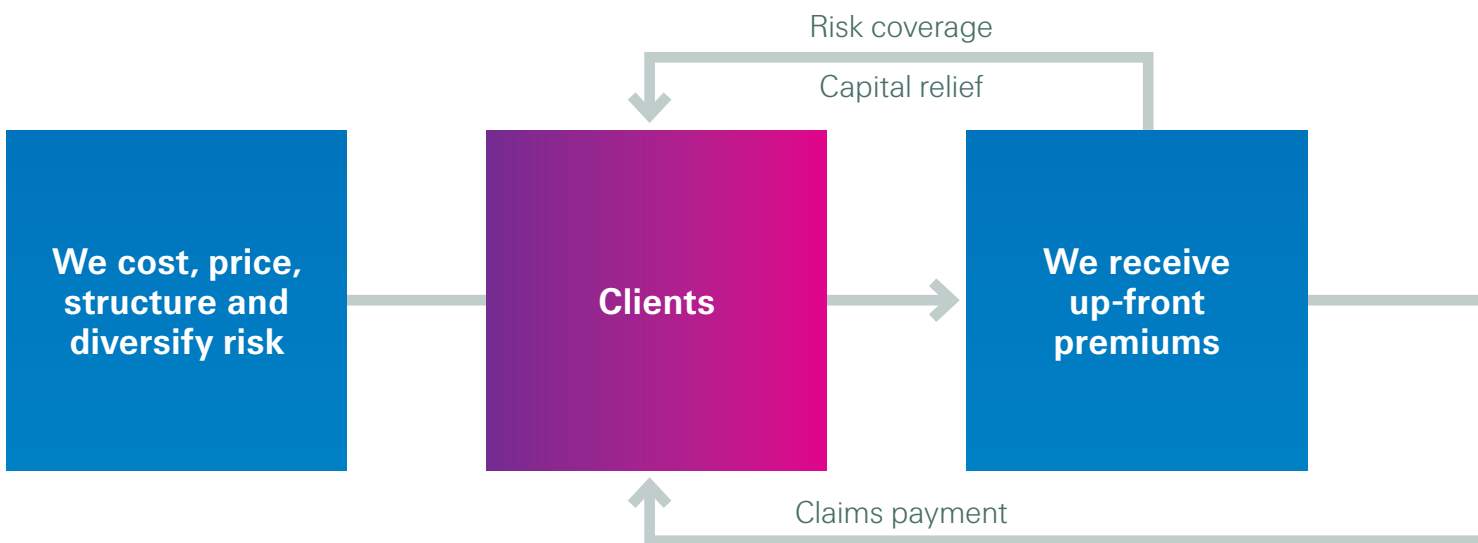 Risk coverage
Capital relief
We cost, price,
structure and
diversify risk
Clients
We receive
up-front
premiums
Claims payment